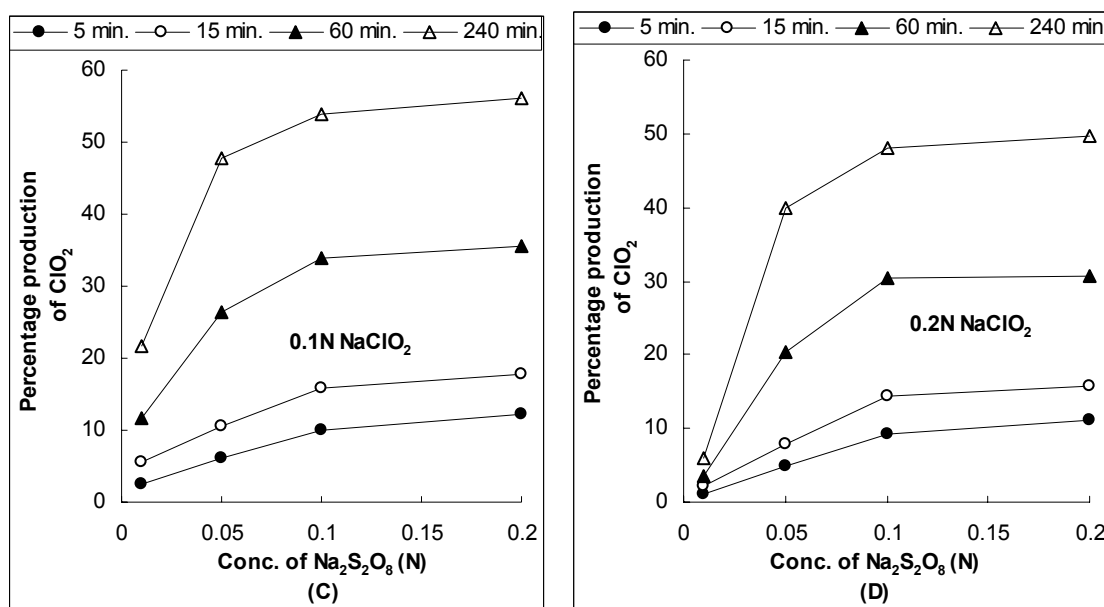 5 min. 15 min. 60 min. 240 min.
60
50
40
30
20
10
0
Percentage production
of ClO₂
0.1N NaClO₂
0 0.05 0.1 0.15 0.2
Conc. of Na₂S₂O₈ (N)
(C)
5 min. 15 min. 60 min. 240 min.
60
50
40
30
20
10
0
Percentage production
of ClO₂
0.2N NaClO₂
0 0.05 0.1 0.15 0.2
Conc. of Na₂S₂O₈ (N)
(D)